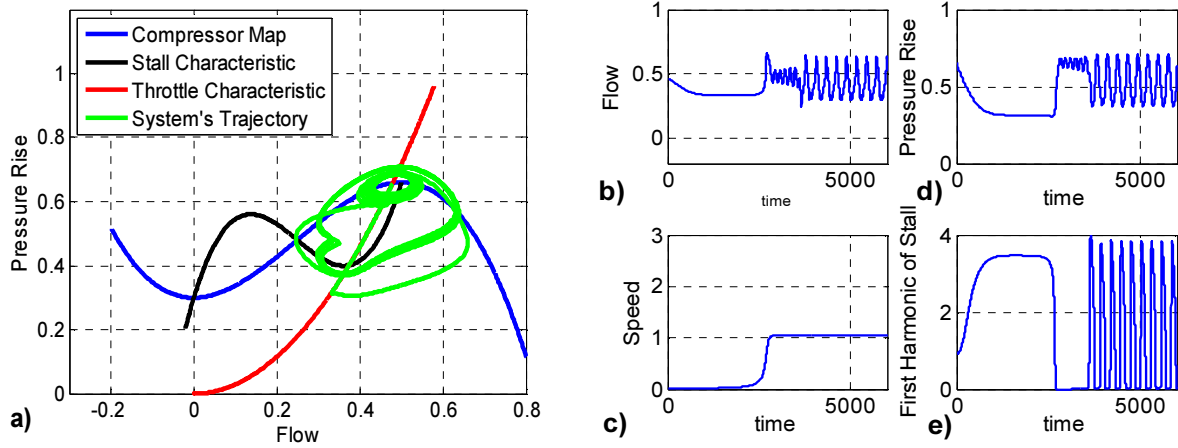 Compressor Map
Stall Characteristic
Throttle Characteristic
System's Trajectory
1
0.8
0.6
0.4
0.2
0
-0.2
0
0.2
0.4
0.6
0.8
Pressure Rise
Flow
a)
1
0.5
0
0
5000
Flow
time
b)
1
0.5
0
0
5000
Pressure Rise
time
d)
3
2
1
0
0
5000
Speed
time
c)
4
2
0
0
5000
First Harmonic of Stall
time
e)